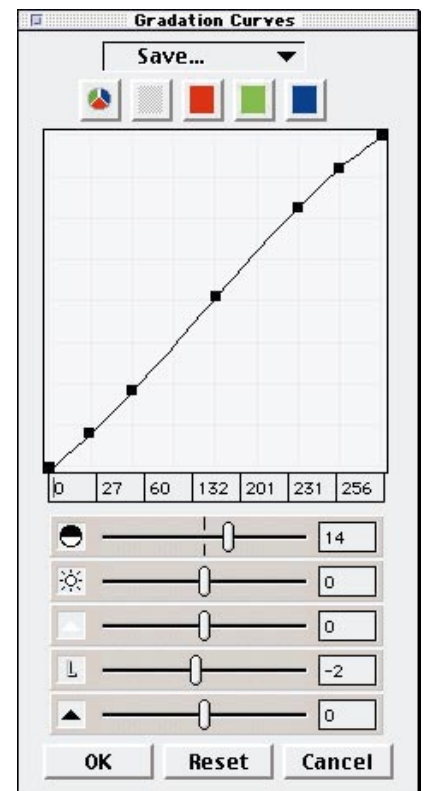 Gradation Curves
Save...
0 27 60 132 201 231 256
14
0
0
L -2
0
OK Reset Cancel